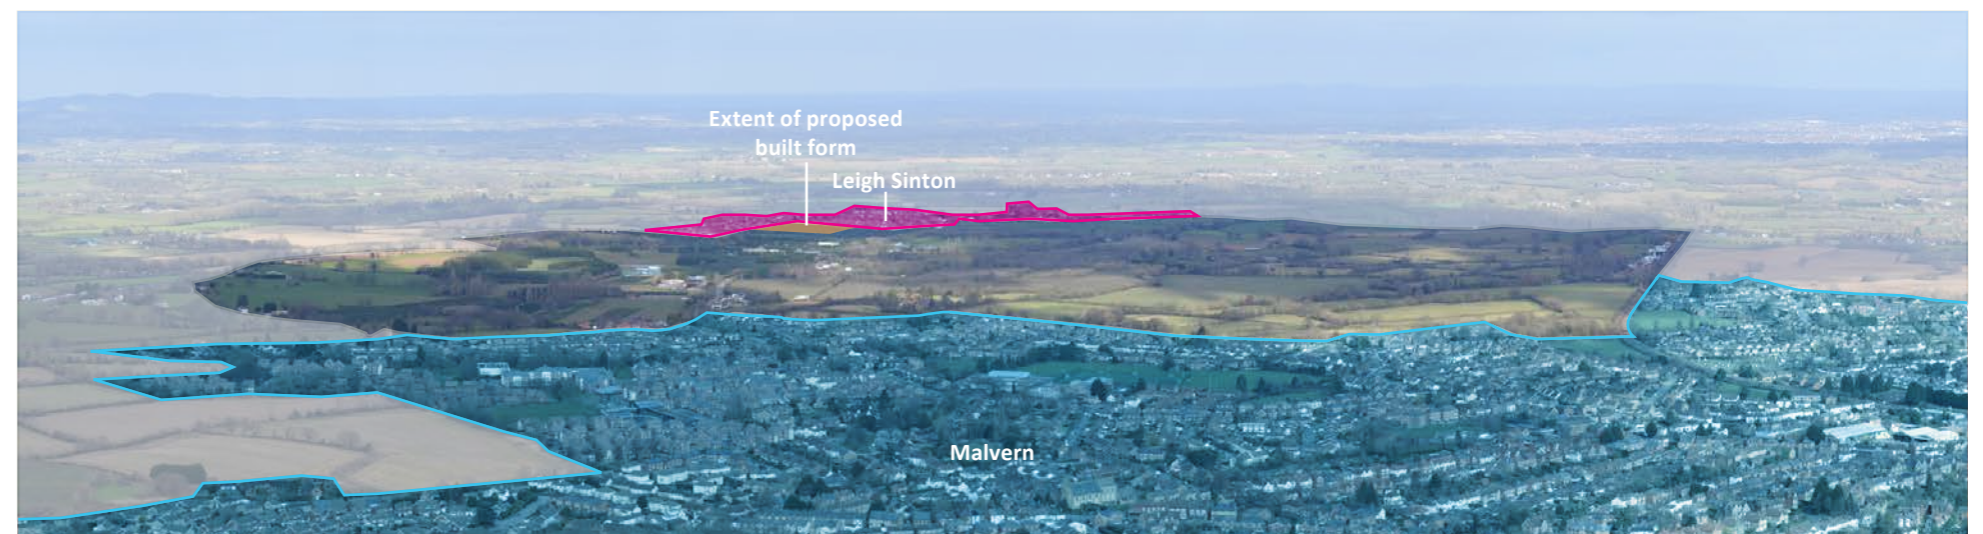 Extent of proposed
built form
Leigh Sinton
Malvern